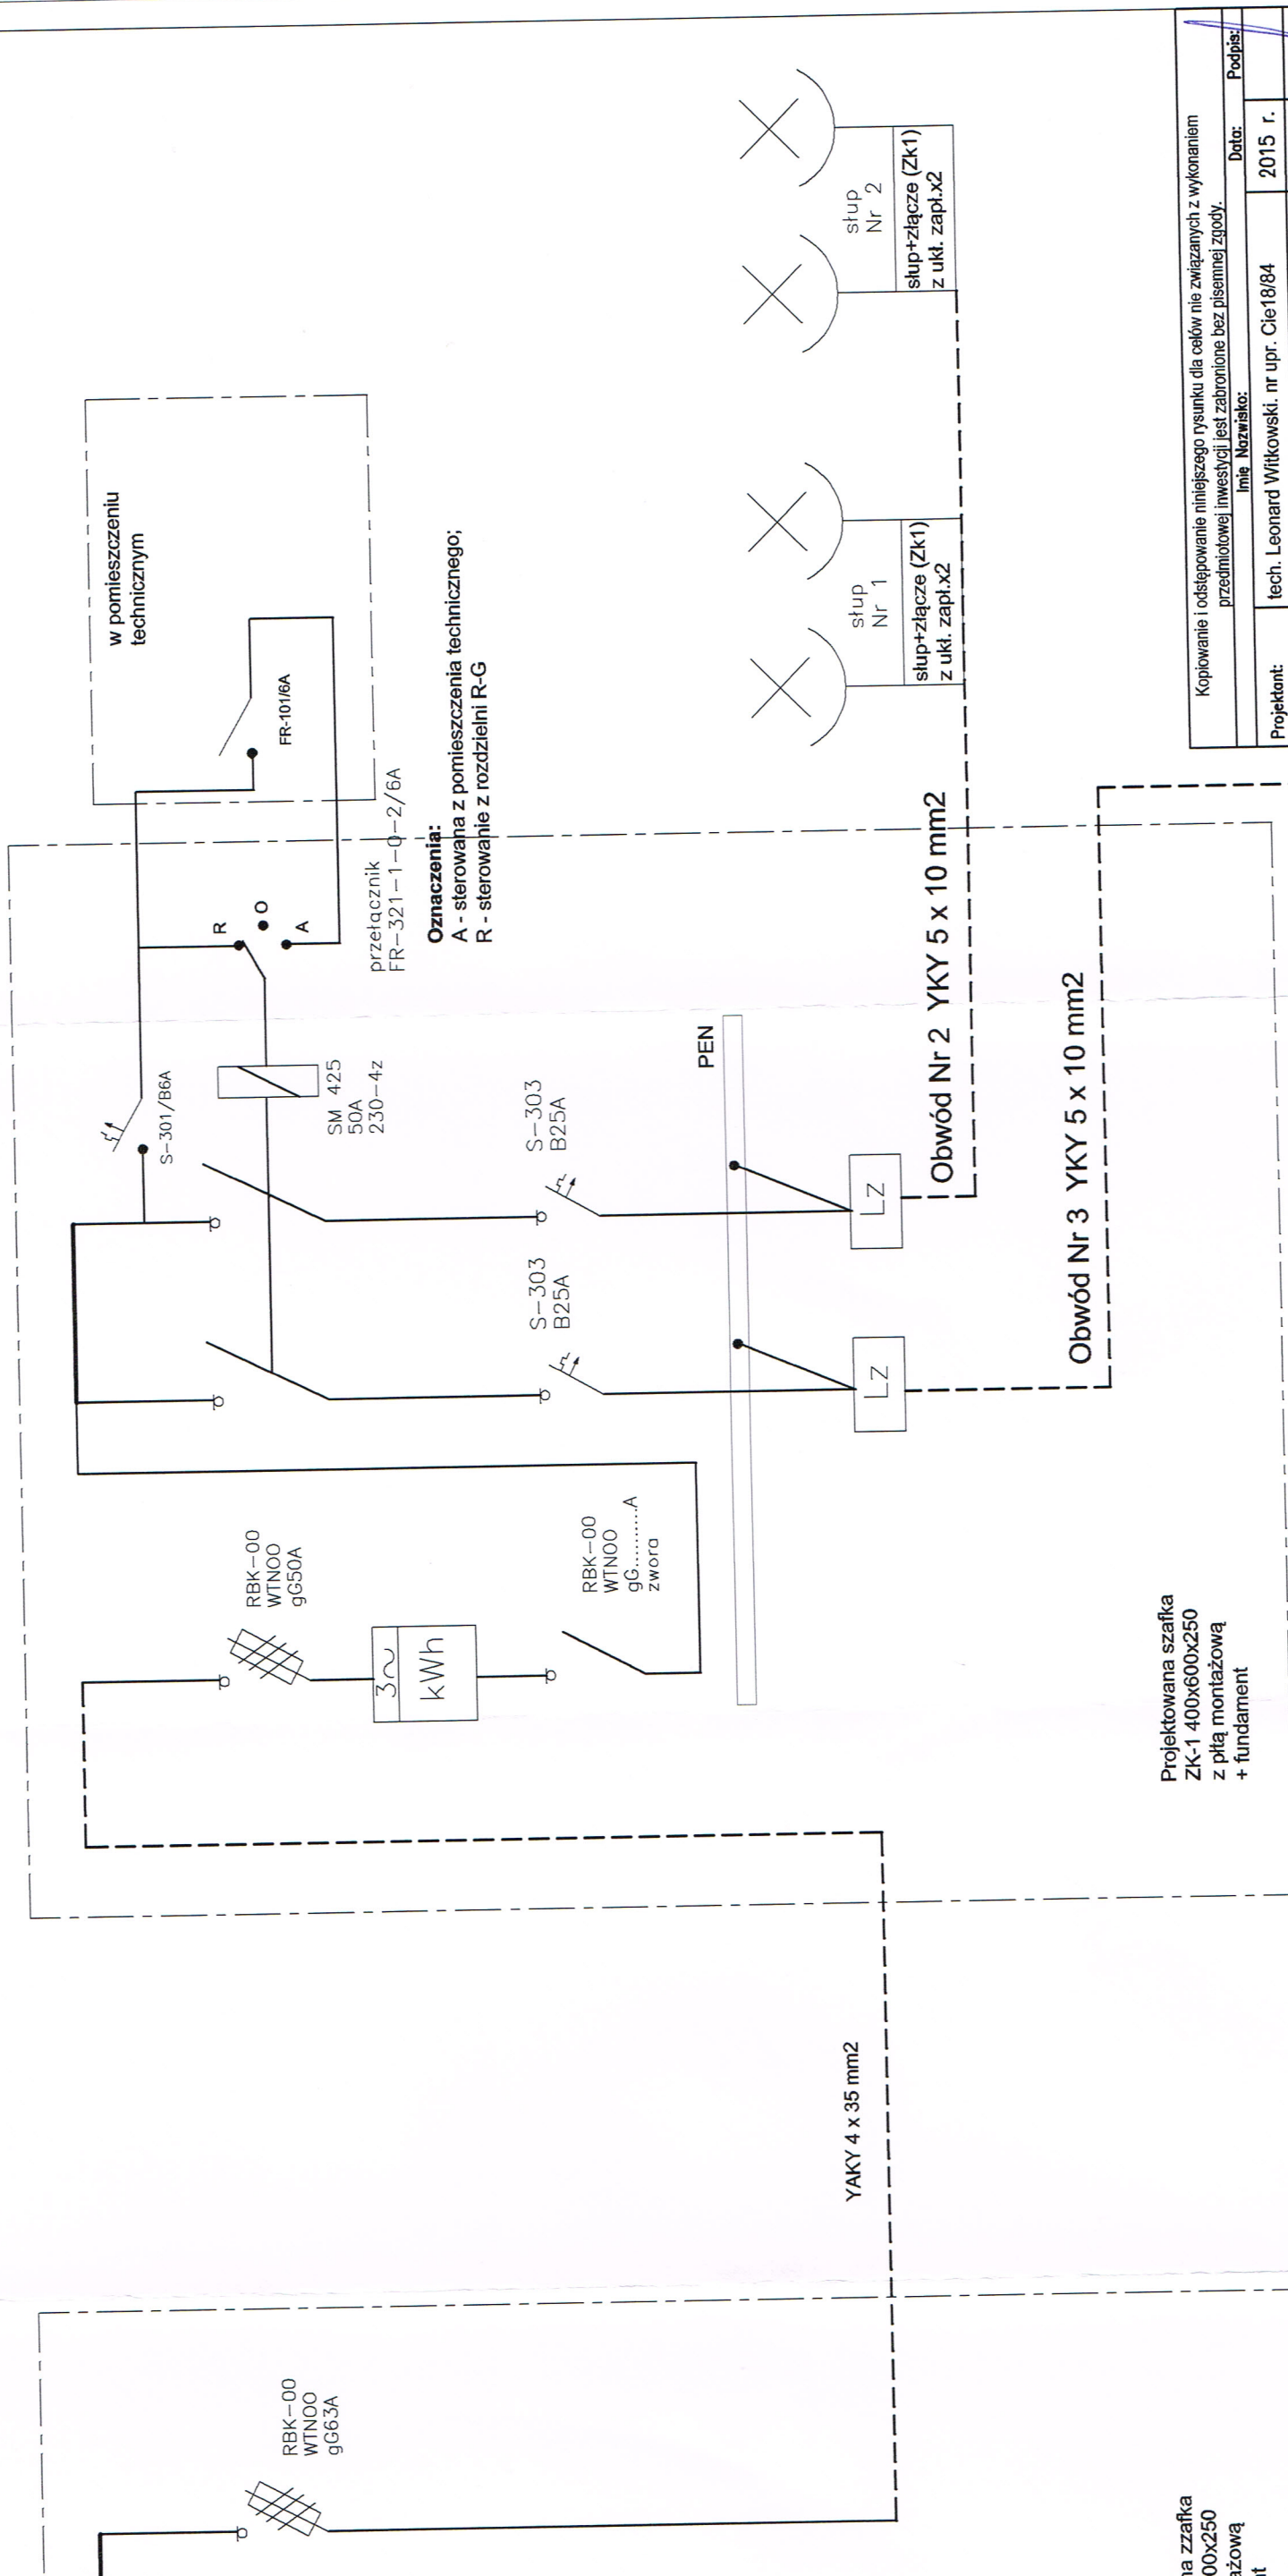 RBK-00
WTNOO
gG63A
YAKY 4 x 35 mm2
RBK-00
WTNOO
gG50A
3~
kWh
RBK-00
WTNOO
gG..........A
zwora
S-301/B6A
SM 425
50A
230-4z
S-303
B25A
S-303
B25A
PEN
LZ
LZ
R
O
A
przełącznik
FR-321-1-0-2/6A
Oznaczenia:
A - sterowana z pomieszczenia technicznego;
R - sterowanie z rozdzielni R-G
w pomieszczeniu
technicznym
FR-101/6A
Obwód Nr 2 YKY 5 x 10 mm2
Obwód Nr 3 YKY 5 x 10 mm2
słup
Nr 1
słup+złącze (Zk1)
z ukł. zapł.x2
słup
Nr 2
słup+złącze (Zk1)
z ukł. zapł.x2
Projektowana szafka
ZK-1 400x600x250
z płtą montażową
+ fundament
na zzafka
00x250
ażową
nt
Kopiowanie i odstępowanie niniejszego rysunku dla celów nie związanych z wykonaniem
przedmiotowej inwestycji jest zabronione bez pisemnej zgody.
Imię Nazwisko: Data: Podpis:
Projektant: tech. Leonard Witkowski. nr upr. Cie18/84 2015 r.